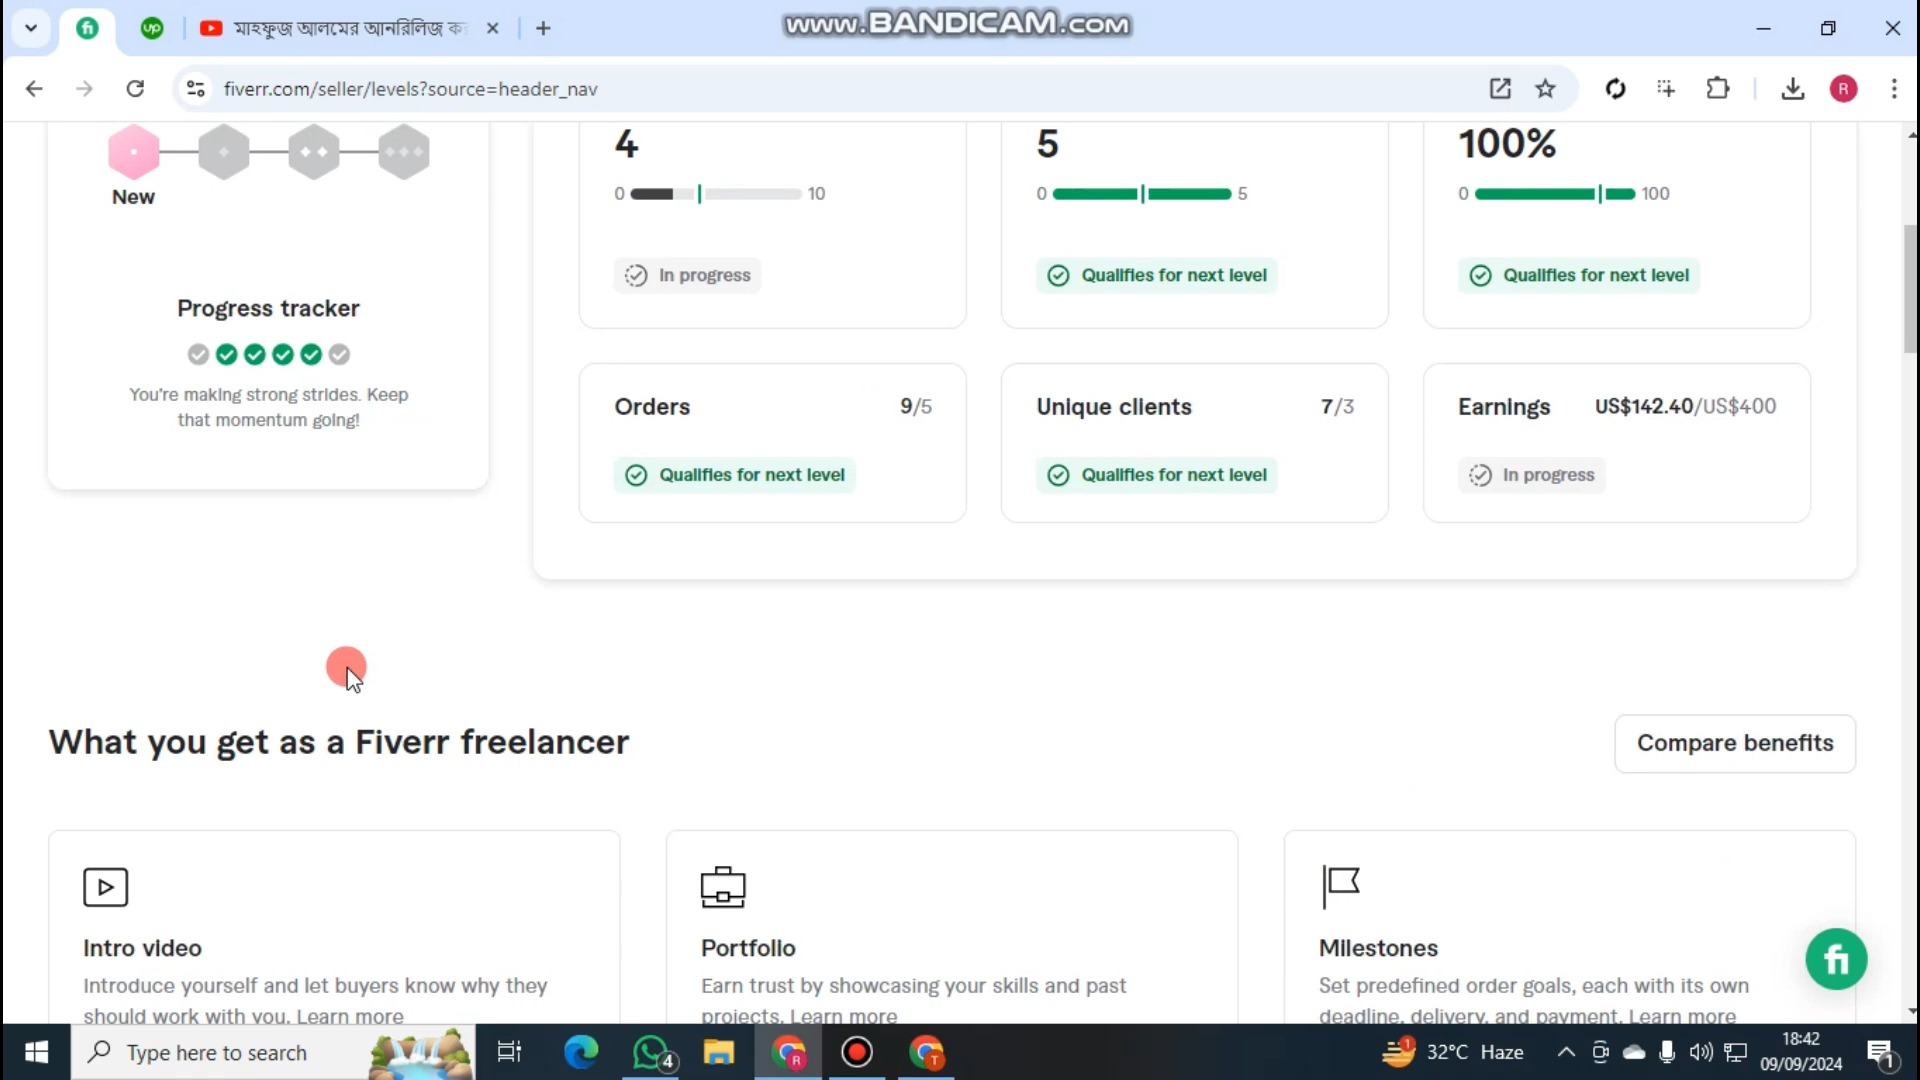 মাহফুজ আলমের আনরিলিজ ক
www.BANDICAM.com
fiverr.com/seller/levels?source=header_nav
R
New
4
0 10
In progress
5
0 5
Qualifies for next level
100%
0 100
Qualifies for next level
Progress tracker
You're making strong strides. Keep
that momentum going!
Orders 9/5
Qualifies for next level
Unique clients 7/3
Qualifies for next level
Earnings US$142.40/US$400
In progress
What you get as a Fiverr freelancer
Compare benefits
Intro video
Introduce yourself and let buyers know why they
should work with you. Learn more
Portfolio
Earn trust by showcasing your skills and past
projects. Learn more
Milestones
Set predefined order goals, each with its own
deadline, delivery, and payment. Learn more
fi
Type here to search
4
R
T
1
32°C Haze
18:42
09/09/2024
1